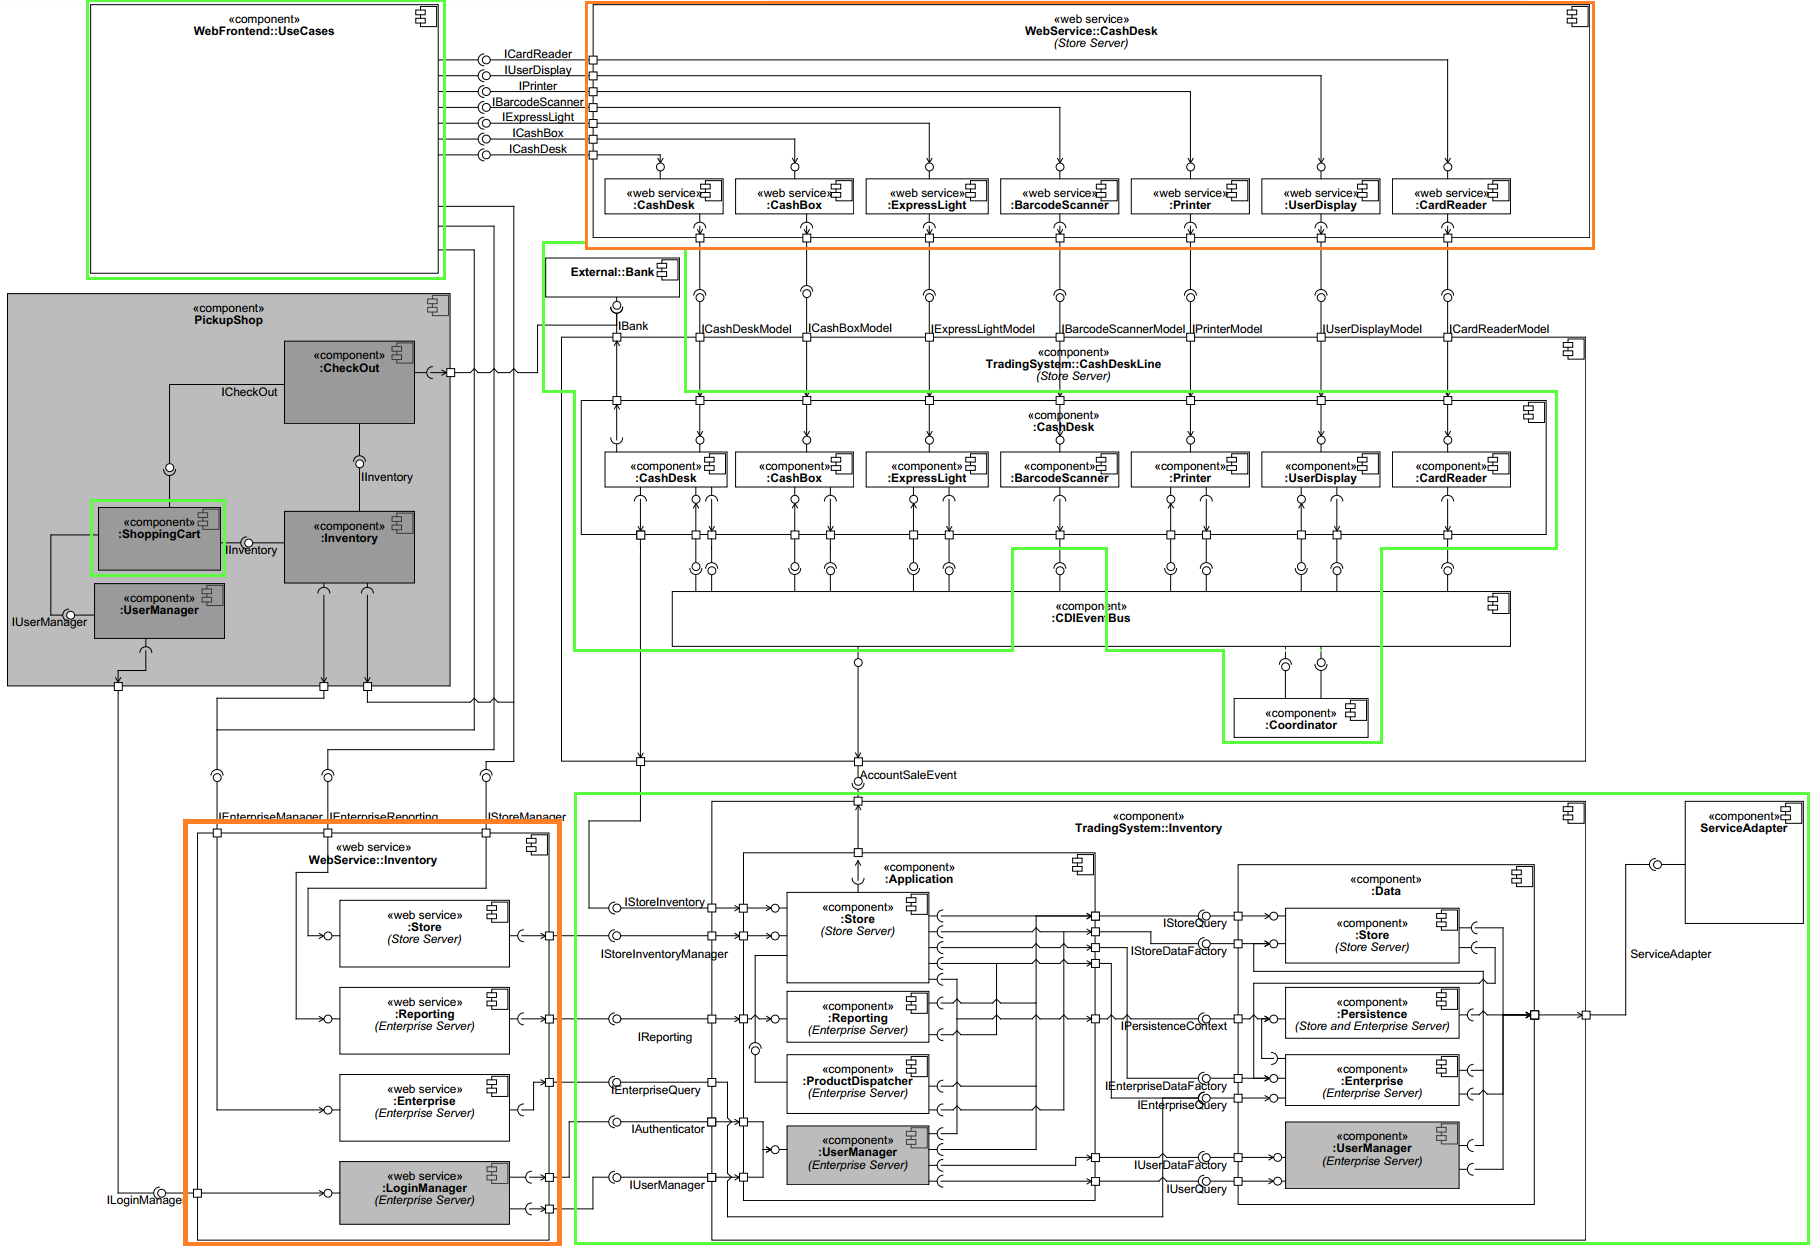 «component»
WebFrontend::UseCases
«web service»
WebService::CashDesk
(Store Server)
ICardReader
IUserDisplay
IPrinter
IBarcodeScanner
IExpressLight
ICashBox
ICashDesk
«web service»
:CashDesk
«web service»
:CashBox
«web service»
:ExpressLight
«web service»
:BarcodeScanner
«web service»
:Printer
«web service»
:UserDisplay
«web service»
:CardReader
External::Bank
IBank
ICashDeskModel
ICashBoxModel
IExpressLightModel
IBarcodeScannerModel
IPrinterModel
IUserDisplayModel
ICardReaderModel
«component»
TradingSystem::CashDeskLine
(Store Server)
«component»
:CashDesk
«component»
:CashDesk
«component»
:CashBox
«component»
:ExpressLight
«component»
:BarcodeScanner
«component»
:Printer
«component»
:UserDisplay
«component»
:CardReader
«component»
:CDIEventBus
«component»
:Coordinator
AccountSaleEvent
«component»
PickupShop
«component»
:CheckOut
ICheckOut
IInventory
«component»
:ShoppingCart
IInventory
«component»
:Inventory
«component»
:UserManager
IUserManager
IEnterpriseManager
IEnterpriseReporting
IStoreManager
«web service»
WebService::Inventory
«web service»
:Store
(Store Server)
«web service»
:Reporting
(Enterprise Server)
«web service»
:Enterprise
(Enterprise Server)
«web service»
:LoginManager
(Enterprise Server)
ILoginManager
IStoreInventory
IStoreInventoryManager
IReporting
IEnterpriseQuery
IAuthenticator
IUserManager
«component»
TradingSystem::Inventory
«component»
:Application
«component»
:Store
(Store Server)
«component»
:Reporting
(Enterprise Server)
«component»
:ProductDispatcher
(Enterprise Server)
«component»
:UserManager
(Enterprise Server)
IStoreQuery
IStoreDataFactory
IPersistenceContext
IEnterpriseDataFactory
IEnterpriseQuery
IUserDataFactory
IUserQuery
«component»
:Data
«component»
:Store
(Store Server)
«component»
:Persistence
(Store and Enterprise Server)
«component»
:Enterprise
(Enterprise Server)
«component»
:UserManager
(Enterprise Server)
«component»
ServiceAdapter
ServiceAdapter